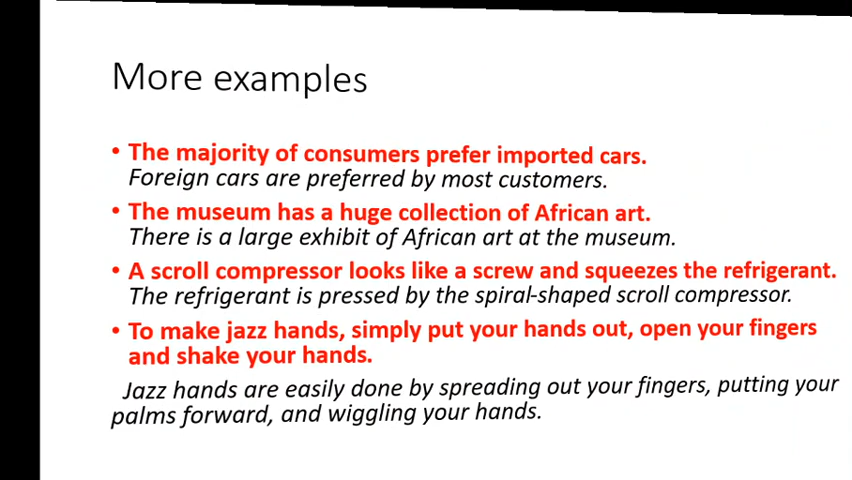 More examples
• The majority of consumers prefer imported cars.
Foreign cars are preferred by most customers.
• The museum has a huge collection of African art.
There is a large exhibit of African art at the museum.
• A scroll compressor looks like a screw and squeezes the refrigerant.
The refrigerant is pressed by the spiral-shaped scroll compressor.
• To make jazz hands, simply put your hands out, open your fingers
and shake your hands.
Jazz hands are easily done by spreading out your fingers, putting your
palms forward, and wiggling your hands.